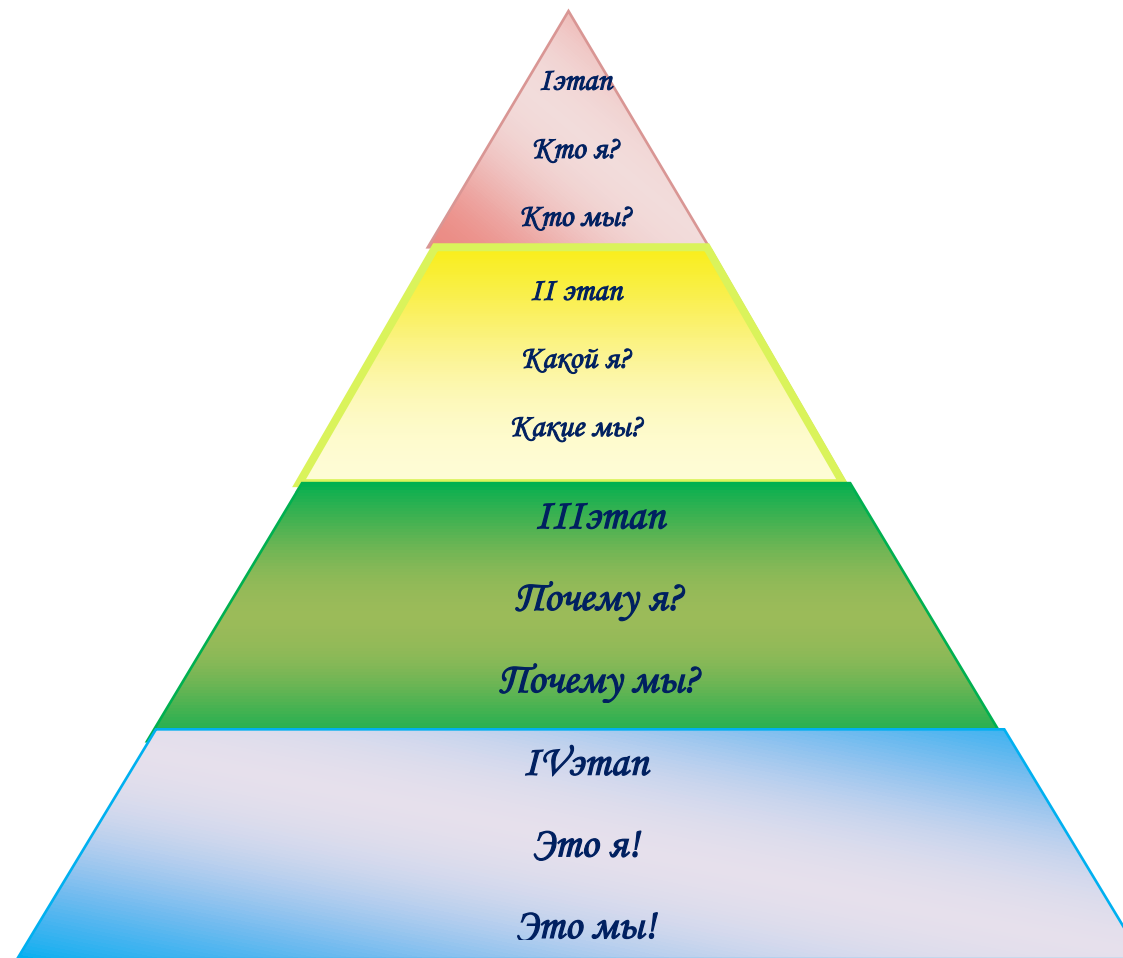 Iэтап
Кто я?
Кто мы?
II этап
Какой я?
Какие мы?
IIIэтап
Почему я?
Почему мы?
IVэтап
Это я!
Это мы!